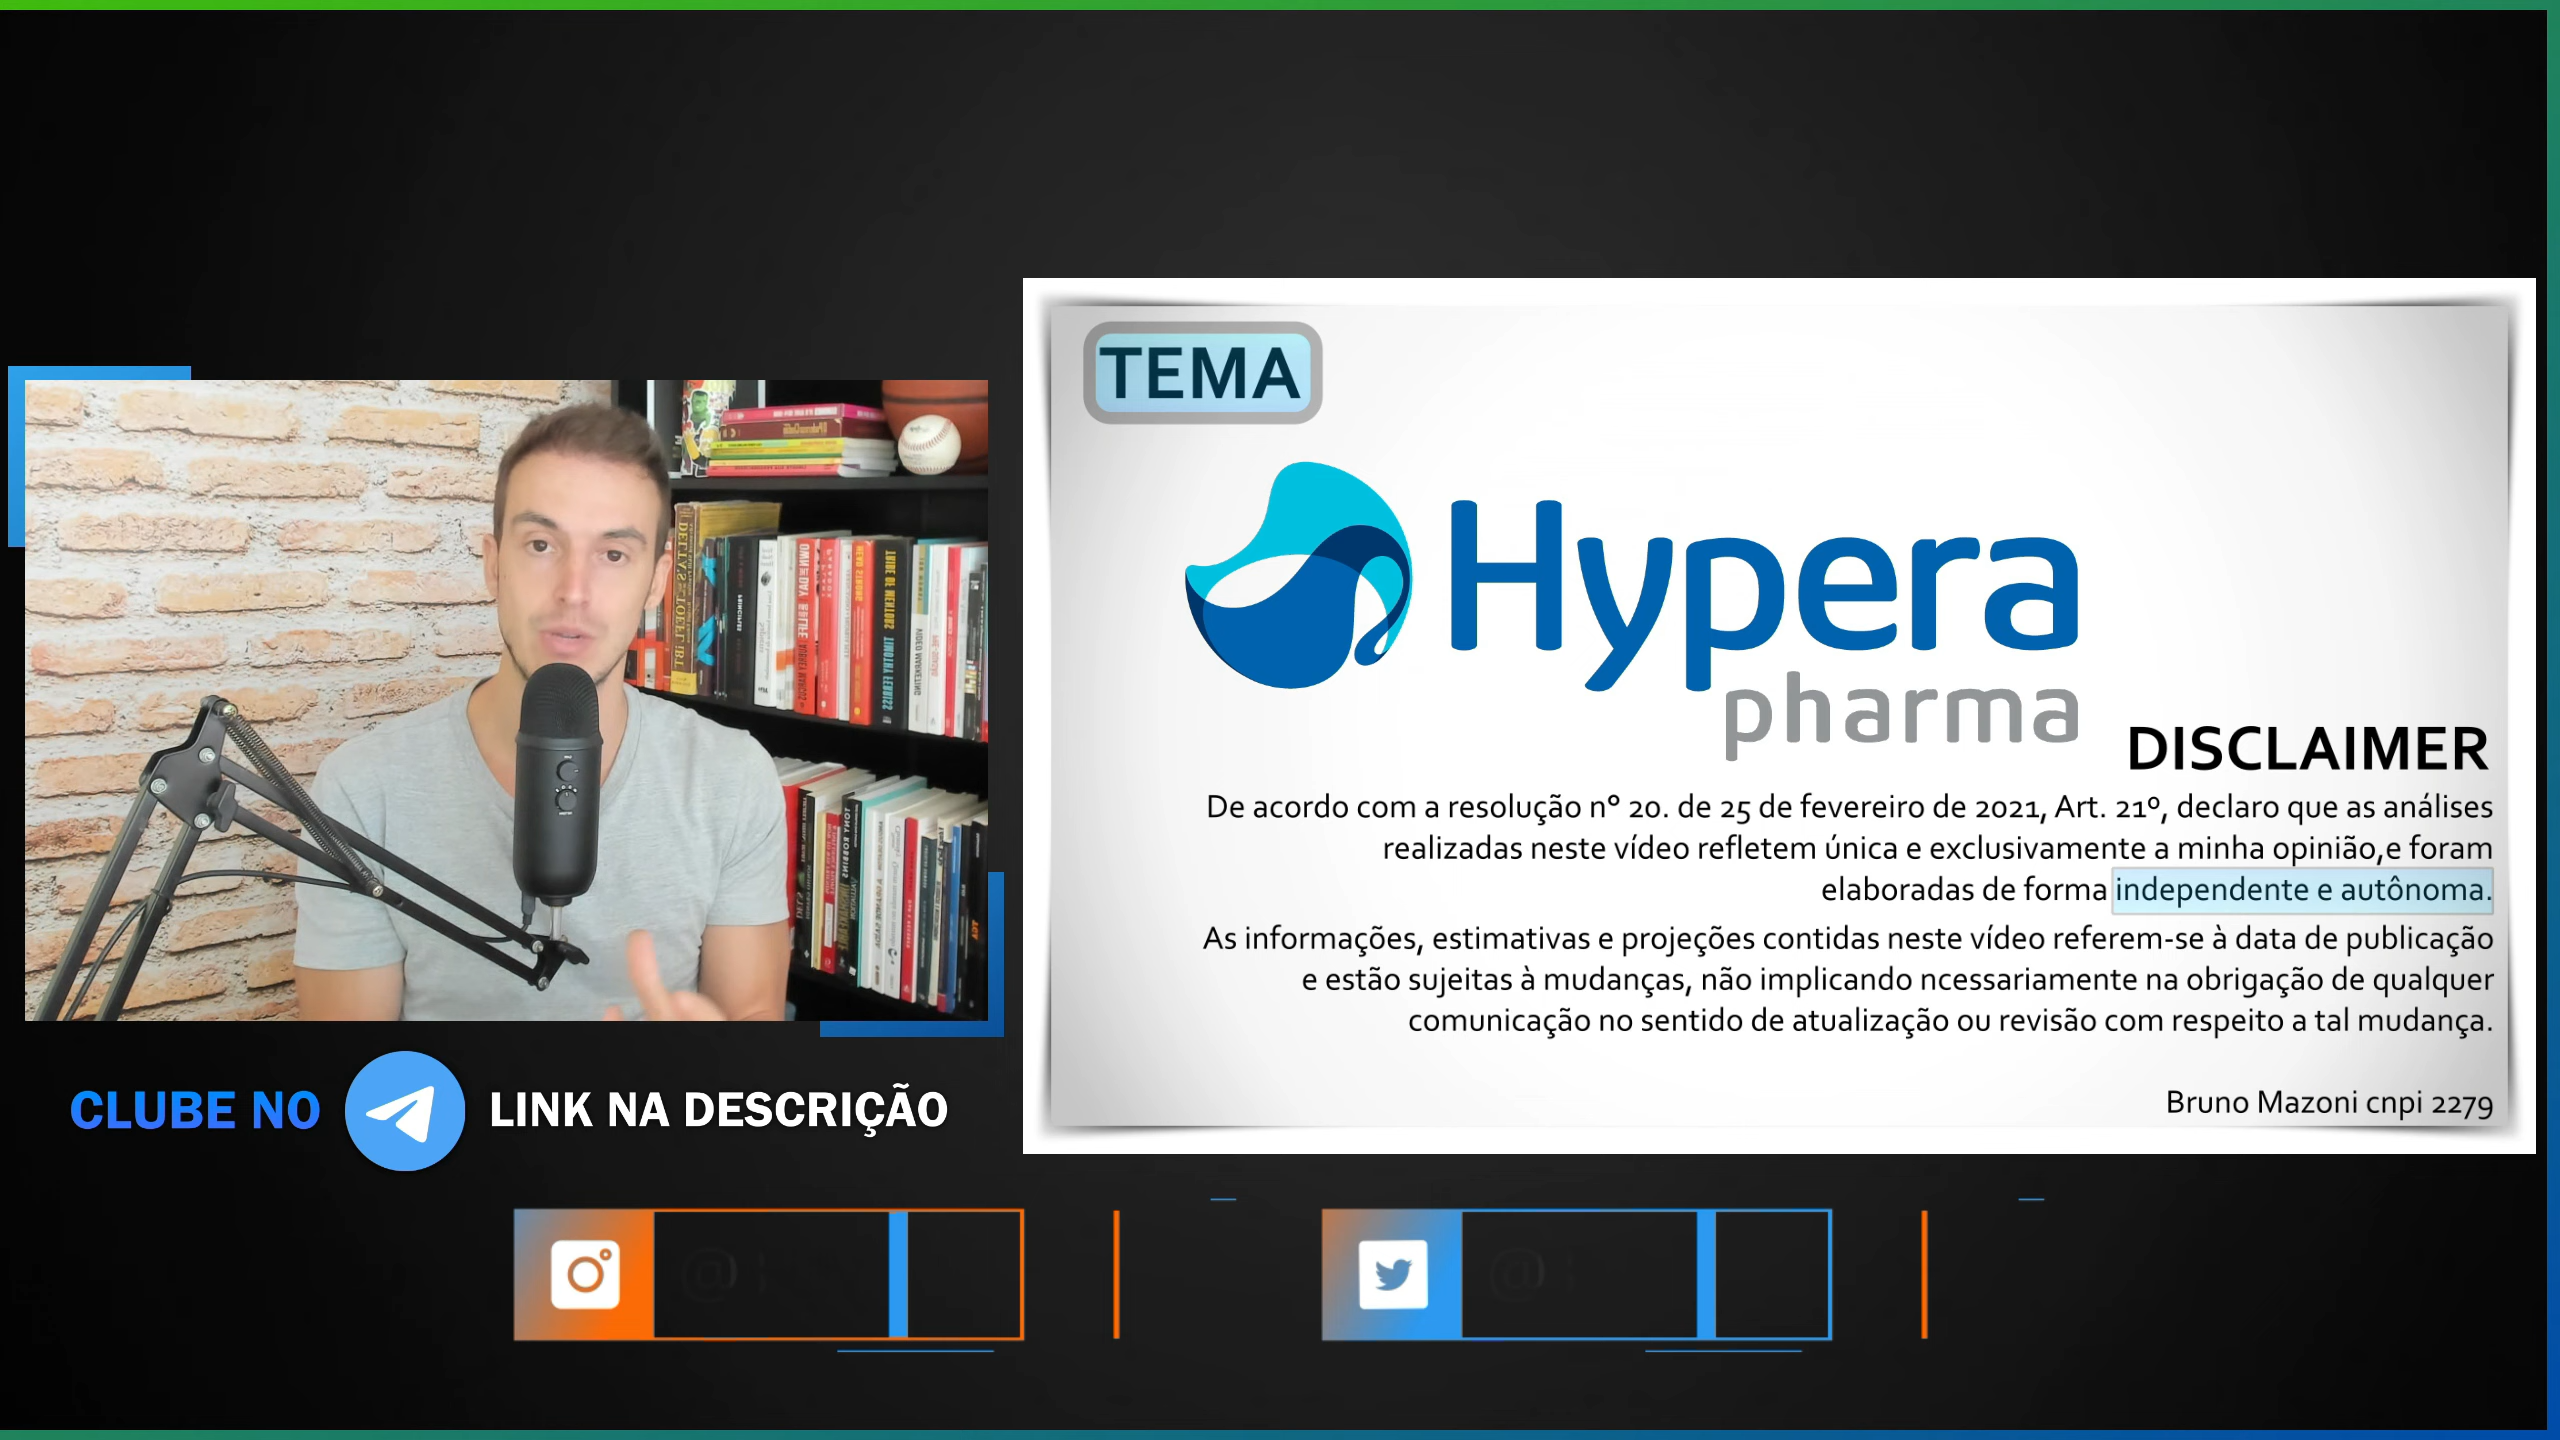 TEMA
Hypera
pharma
DISCLAIMER
De acordo com a resolução nº 20. de 25 de fevereiro de 2021, Art. 21º, declaro que as análises
realizadas neste vídeo refletem única e exclusivamente a minha opinião,e foram
elaboradas de forma independente e autônoma.
As informações, estimativas e projeções contidas neste vídeo referem-se à data de publicação
e estão sujeitas à mudanças, não implicando ncessariamente na obrigação de qualquer
comunicação no sentido de atualização ou revisão com respeito a tal mudança.
Bruno Mazoni cnpi 2279
CLUBE NO LINK NA DESCRIÇÃO
@
@